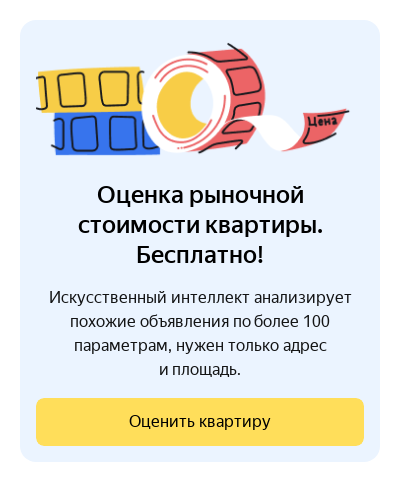 Цена
Оценка рыночной
стоимости квартиры.
Бесплатно!
Искусственный интеллект анализирует
похожие объявления по более 100
параметрам, нужен только адрес
и площадь.
Оценить квартиру